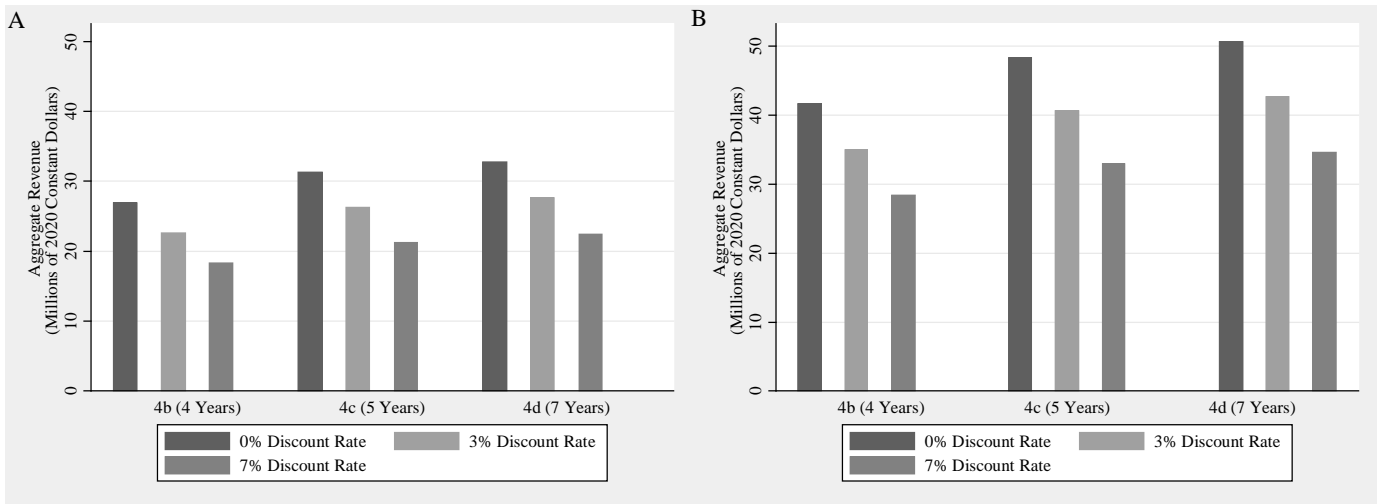 A
Aggregate Revenue
(Millions of 2020 Constant Dollars)
50
40
30
20
10
0
4b (4 Years)
4c (5 Years)
4d (7 Years)
0% Discount Rate
3% Discount Rate
7% Discount Rate
B
Aggregate Revenue
(Millions of 2020 Constant Dollars)
50
40
30
20
10
0
4b (4 Years)
4c (5 Years)
4d (7 Years)
0% Discount Rate
3% Discount Rate
7% Discount Rate